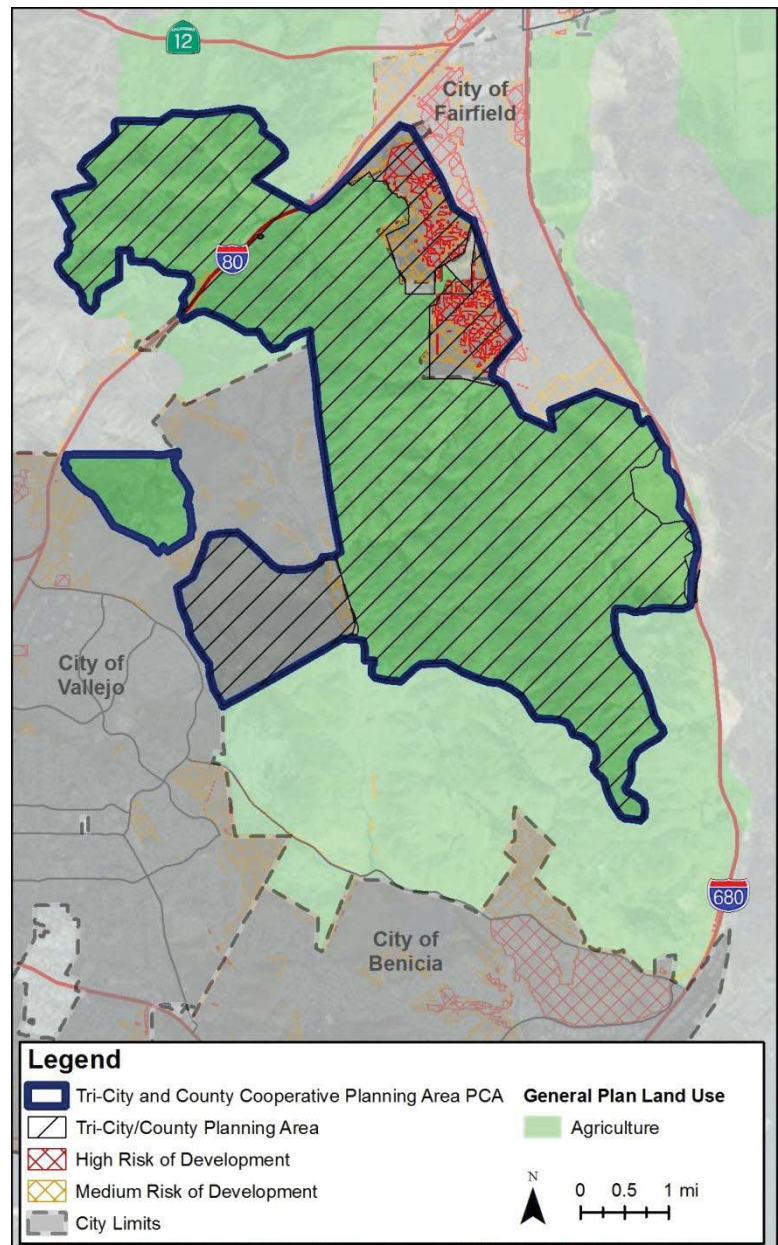 CALIFORNIA
12
City of
Fairfield
80
City of
Vallejo
680
City of
Benicia
Legend
Tri-City and County Cooperative Planning Area PCA
Tri-City/County Planning Area
High Risk of Development
Medium Risk of Development
City Limits
General Plan Land Use
Agriculture
N
0 0.5 1 mi